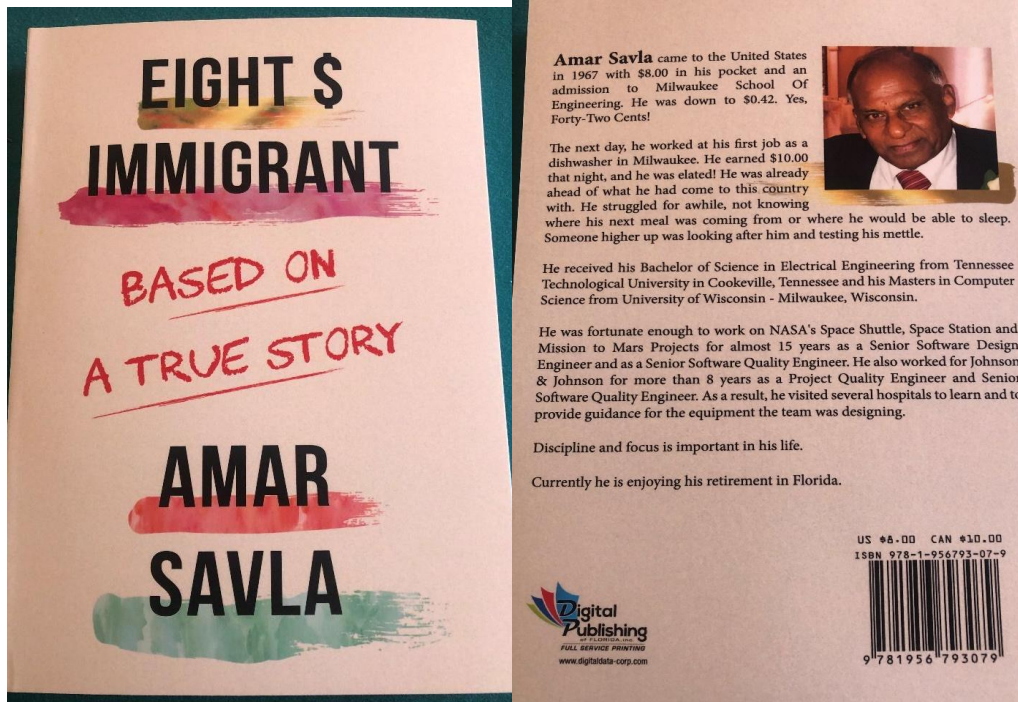 EIGHT $
IMMIGRANT
BASED ON
A TRUE STORY
AMAR
SAVLA
Amar Savla came to the United States
in 1967 with $8.00 in his pocket and an
admission to Milwaukee School Of
Engineering. He was down to $0.42. Yes,
Forty-Two Cents!
The next day, he worked at his first job as a
dishwasher in Milwaukee. He earned $10.00
that night, and he was elated! He was already
ahead of what he had come to this country
with. He struggled for awhile, not knowing
where his next meal was coming from or where he would be able to sleep.
Someone higher up was looking after him and testing his mettle.
He received his Bachelor of Science in Electrical Engineering from Tennessee
Technological University in Cookeville, Tennessee and his Masters in Computer
Science from University of Wisconsin - Milwaukee, Wisconsin.
He was fortunate enough to work on NASA's Space Shuttle, Space Station and
Mission to Mars Projects for almost 15 years as a Senior Software Design
Engineer and as a Senior Software Quality Engineer. He also worked for Johnson
& Johnson for more than 8 years as a Project Quality Engineer and Senior
Software Quality Engineer. As a result, he visited several hospitals to learn and to
provide guidance for the equipment the team was designing.
Discipline and focus is important in his life.
Currently he is enjoying his retirement in Florida.
US $8.00 CAN $10.00
ISBN 978-1-956793-07-9
9 781956 793079
Digital
Publishing
OF FLORIDA, INC.
FULL SERVICE PRINTING
www.digitaldata-corp.com